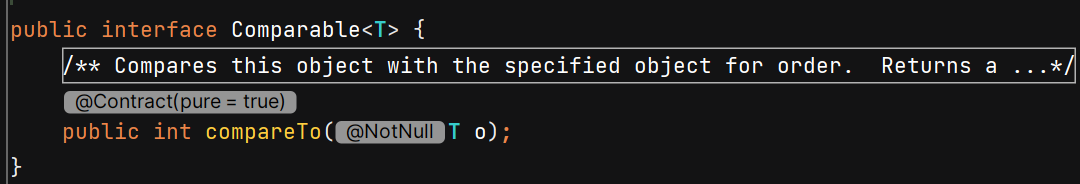 public interface Comparable<T> {
/** Compares this object with the specified object for order.  Returns a ...*/
@Contract(pure = true)
public int compareTo(@NotNull T o);
}